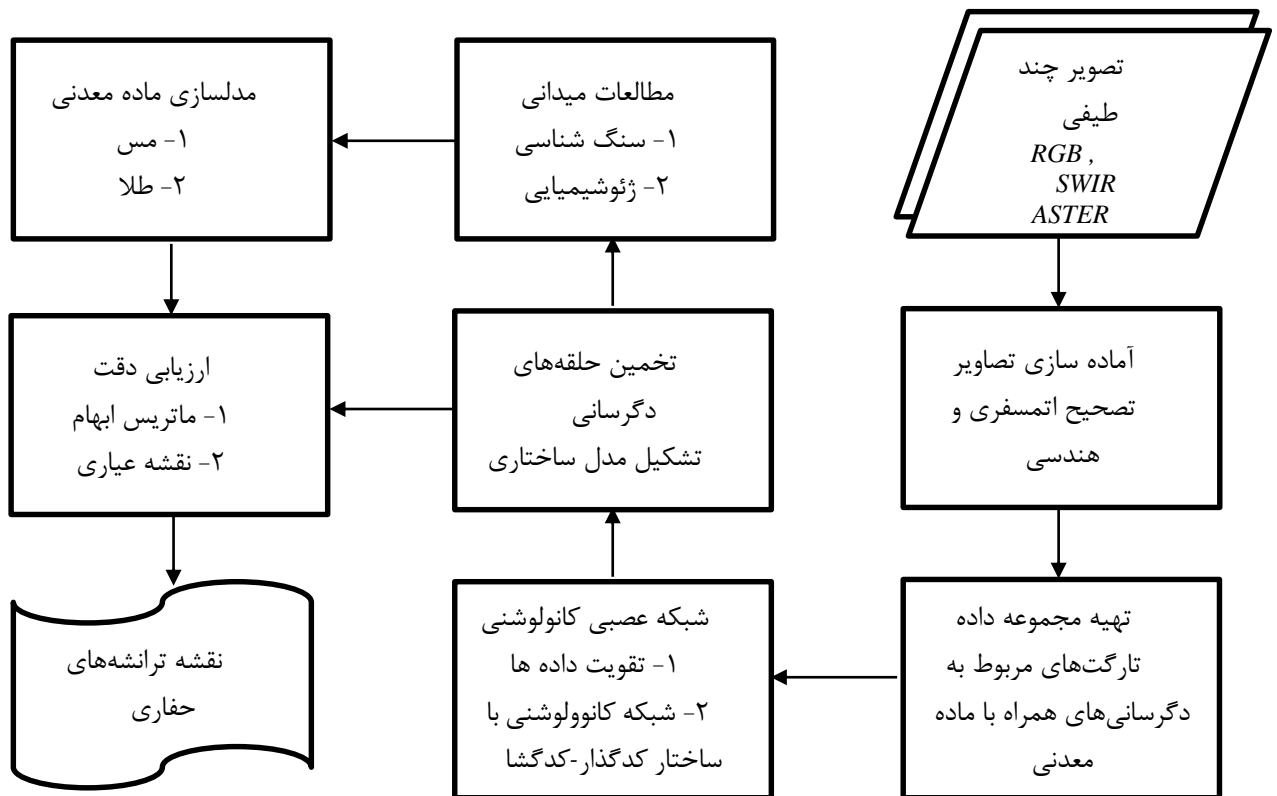 تصویر چند
طیفی
RGB ,
SWIR
ASTER
آماده سازی تصاویر
تصحیح اتمسفری و
هندسی
تهیه مجموعه داده
تارگت‌های مربوط به
دگرسانی‌های همراه با ماده
معدنی
شبکه عصبی کانولوشنی
۱- تقویت داده ها
۲- شبکه کانوولوشنی با
ساختار کدگذار-کدگشا
تخمین حلقه‌های
دگرسانی
تشکیل مدل ساختاری
مطالعات میدانی
۱- سنگ شناسی
۲- ژئوشیمیایی
مدلسازی ماده معدنی
۱- مس
۲- طلا
ارزیابی دقت
۱- ماتریس ابهام
۲- نقشه عیاری
نقشه ترانشه‌های
حفاری